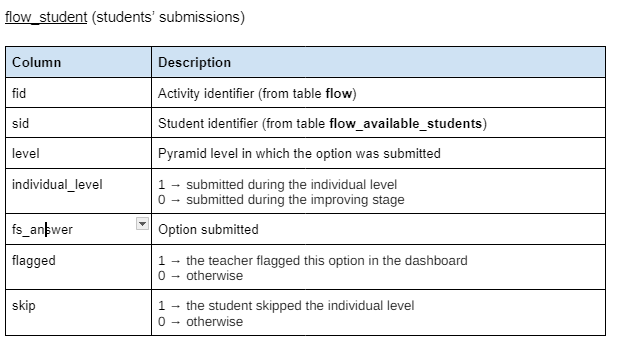 flow_student (students' submissions)
Column Description
fid Activity identifier (from table flow)
sid Student identifier (from table flow_available_students)
level Pyramid level in which the option was submitted
individual_level 1 → submitted during the individual level
0 → submitted during the improving stage
fs_answer Option submitted
flagged 1 → the teacher flagged this option in the dashboard
0 → otherwise
skip 1 → the student skipped the individual level
0 → otherwise